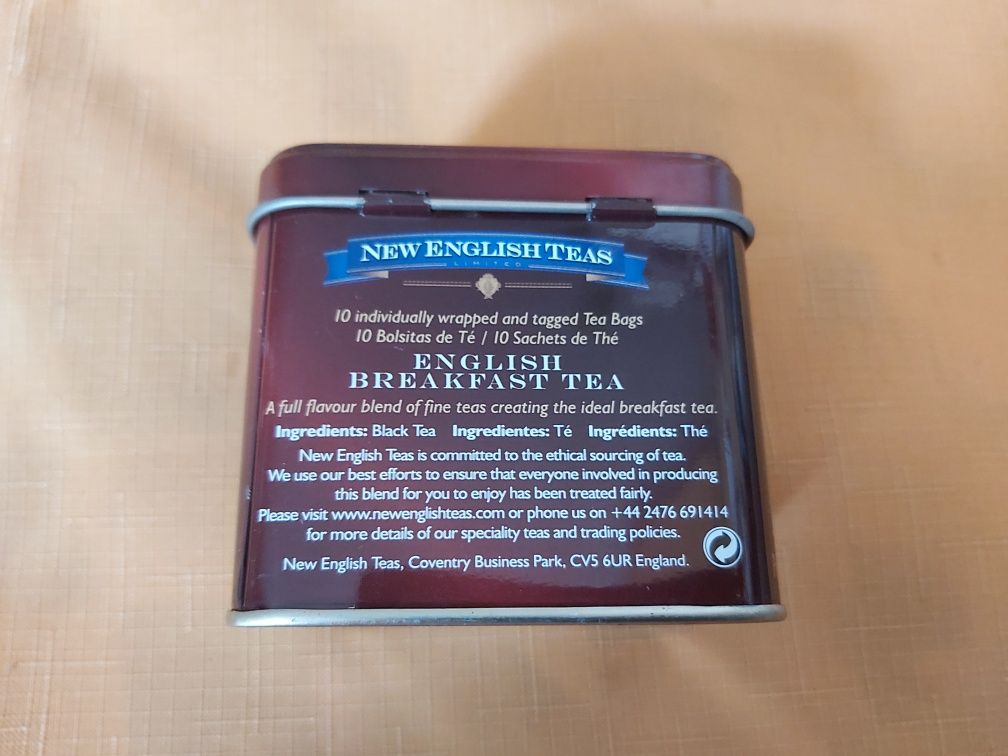 NEW ENGLISH TEAS
LIMITED
10 individually wrapped and tagged Tea Bags
10 Bolsitas de Té / 10 Sachets de Thé
ENGLISH
BREAKFAST TEA
A full flavour blend of fine teas creating the ideal breakfast tea.
Ingredients: Black Tea Ingredientes: Té Ingrédients: Thé
New English Teas is committed to the ethical sourcing of tea.
We use our best efforts to ensure that everyone involved in producing
this blend for you to enjoy has been treated fairly.
Please visit www.newenglishteas.com or phone us on +44 2476 691414
for more details of our speciality teas and trading policies.
New English Teas, Coventry Business Park, CV5 6UR England.